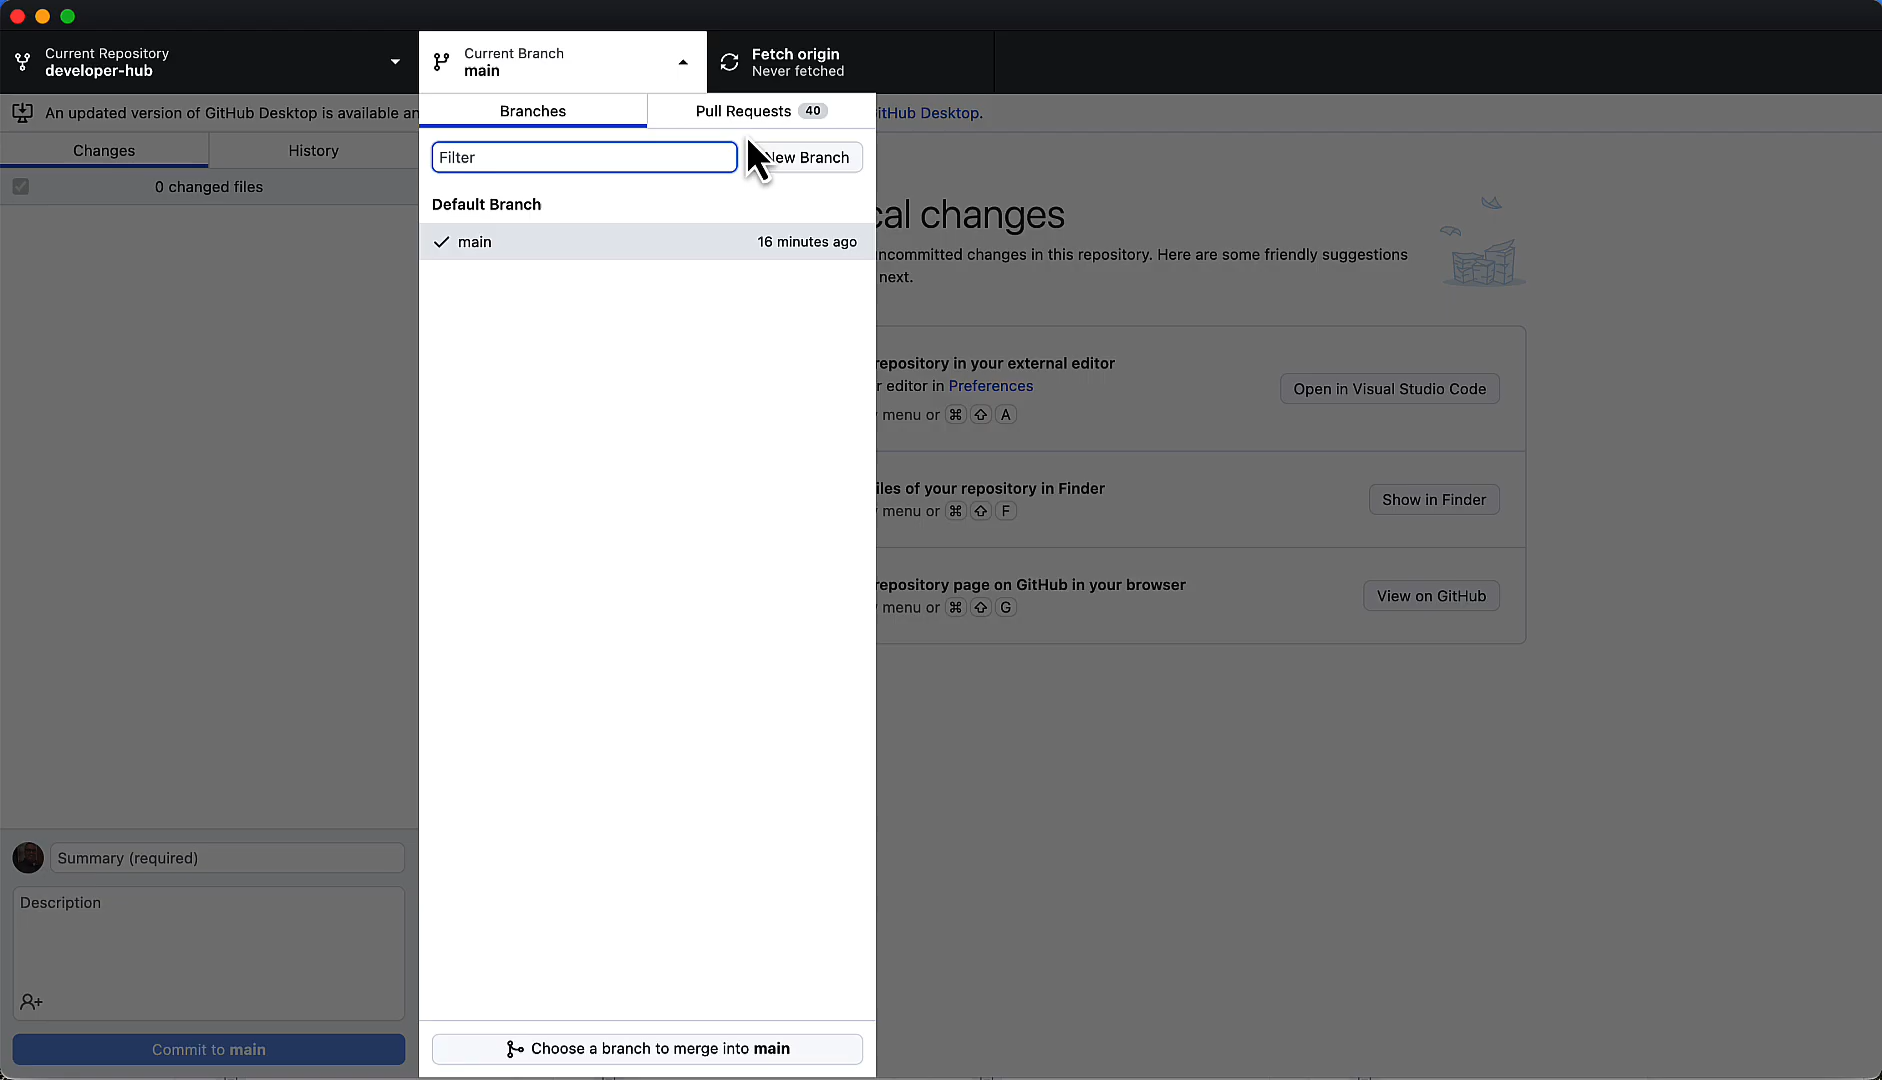 Current Repository
developer-hub
Current Branch
main
Fetch origin
Never fetched
An updated version of GitHub Desktop is available an
itHub Desktop.
Changes
History
0 changed files
Branches
Pull Requests 40
Filter
New Branch
Default Branch
main
16 minutes ago
cal changes
ncommitted changes in this repository. Here are some friendly suggestions
next.
repository in your external editor
r editor in Preferences
menu or ⌘ ⇧ A
Open in Visual Studio Code
iles of your repository in Finder
menu or ⌘ ⇧ F
Show in Finder
repository page on GitHub in your browser
menu or ⌘ ⇧ G
View on GitHub
Summary (required)
Description
Commit to main
Choose a branch to merge into main